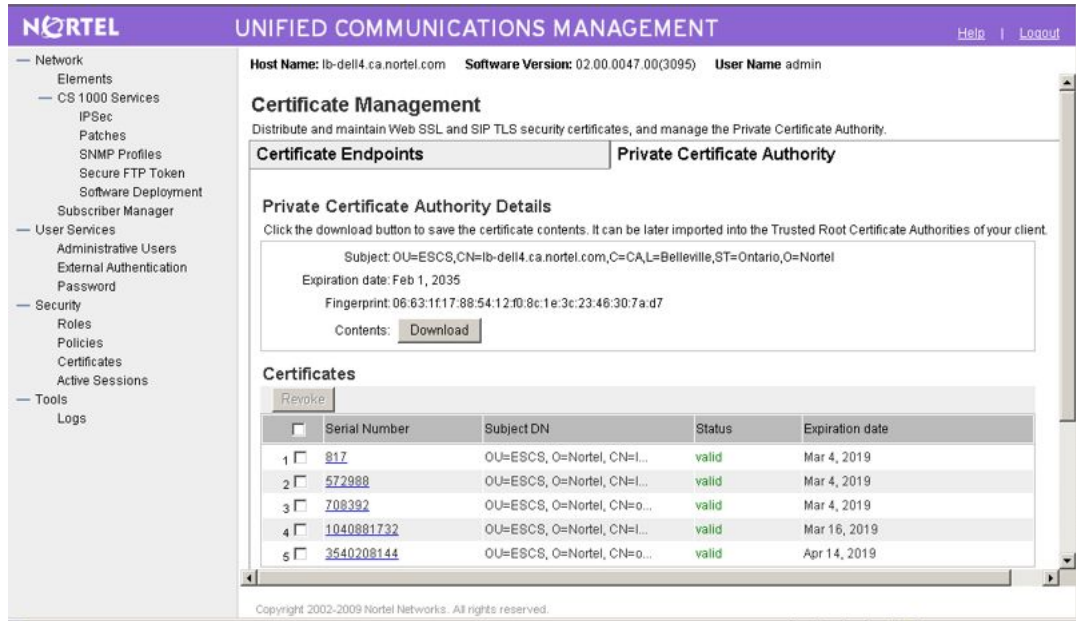 NORTEL
UNIFIED COMMUNICATIONS MANAGEMENT
Help | Logout
Network
Elements
CS 1000 Services
IPSec
Patches
SNMP Profiles
Secure FTP Token
Software Deployment
Subscriber Manager
User Services
Administrative Users
External Authentication
Password
Security
Roles
Policies
Certificates
Active Sessions
Tools
Logs
Host Name: lb-dell4.ca.nortel.com Software Version: 02.00.0047.00(3095) User Name admin
Certificate Management
Distribute and maintain Web SSL and SIP TLS security certificates, and manage the Private Certificate Authority.
Certificate Endpoints Private Certificate Authority
Private Certificate Authority Details
Click the download button to save the certificate contents. It can be later imported into the Trusted Root Certificate Authorities of your client.
Subject: OU=ESCS,CN=lb-dell4.ca.nortel.com,C=CA,L=Belleville,ST=Ontario,O=Nortel
Expiration date: Feb 1, 2035
Fingerprint: 06:63:1f:17:88:54:12:f0:8c:1e:3c:23:46:30:7a:d7
Contents: Download
Certificates
Revoke
Serial Number Subject DN Status Expiration date
1 817 OU=ESCS, O=Nortel, CN=l... valid Mar 4, 2019
2 572988 OU=ESCS, O=Nortel, CN=l... valid Mar 4, 2019
3 708392 OU=ESCS, O=Nortel, CN=o... valid Mar 4, 2019
4 1040881732 OU=ESCS, O=Nortel, CN=l... valid Mar 16, 2019
5 3540208144 OU=ESCS, O=Nortel, CN=o... valid Apr 14, 2019
Copyright 2002-2009 Nortel Networks. All rights reserved.